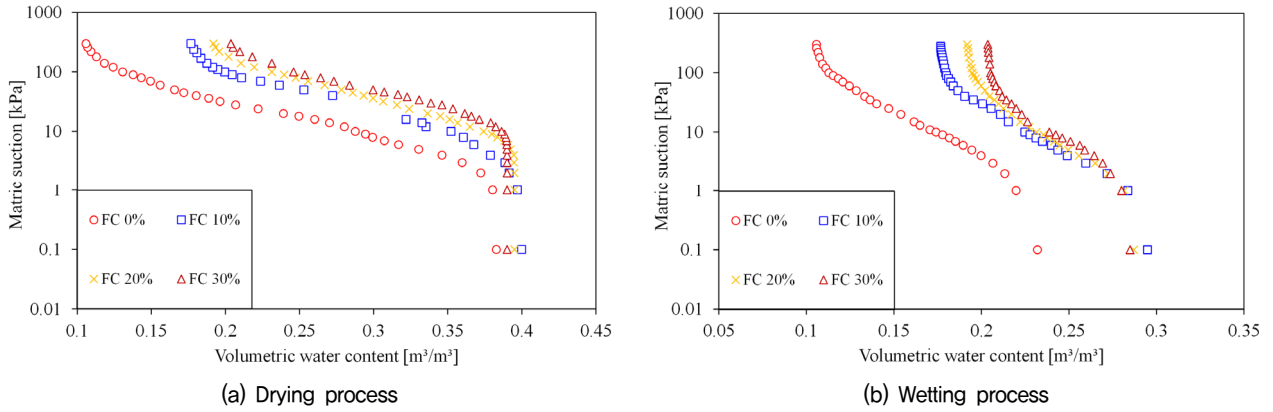 1000
100
10
1
0.1
0.01
Matric suction [kPa]
FC 0%
FC 10%
FC 20%
FC 30%
0.1
0.15
0.2
0.25
0.3
0.35
0.4
0.45
Volumetric water content [m³/m³]
(a) Drying process
1000
100
10
1
0.1
0.01
Matric suction [kPa]
FC 0%
FC 10%
FC 20%
FC 30%
0.05
0.1
0.15
0.2
0.25
0.3
0.35
Volumetric water content [m³/m³]
(b) Wetting process